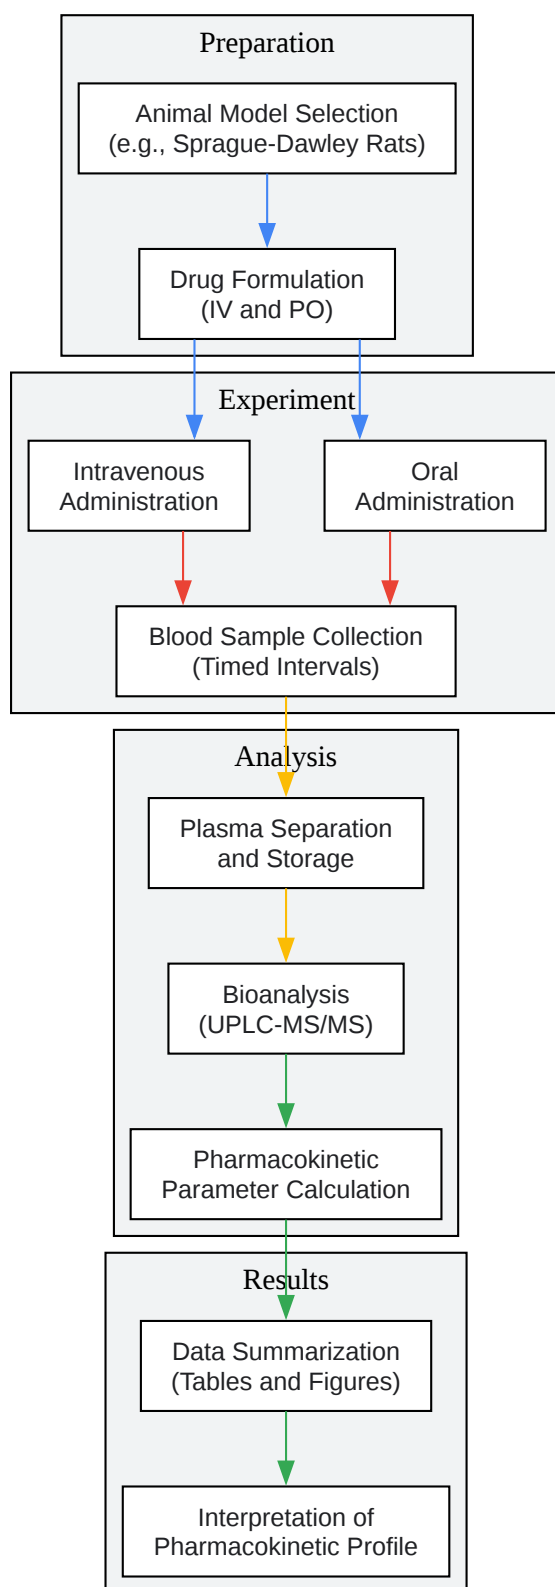 Preparation
Animal Model Selection
(e.g., Sprague-Dawley Rats)
Drug Formulation
(IV and PO)
Experiment
Intravenous
Administration
Oral
Administration
Blood Sample Collection
(Timed Intervals)
Analysis
Plasma Separation
and Storage
Bioanalysis
(UPLC-MS/MS)
Pharmacokinetic
Parameter Calculation
Results
Data Summarization
(Tables and Figures)
Interpretation of
Pharmacokinetic Profile